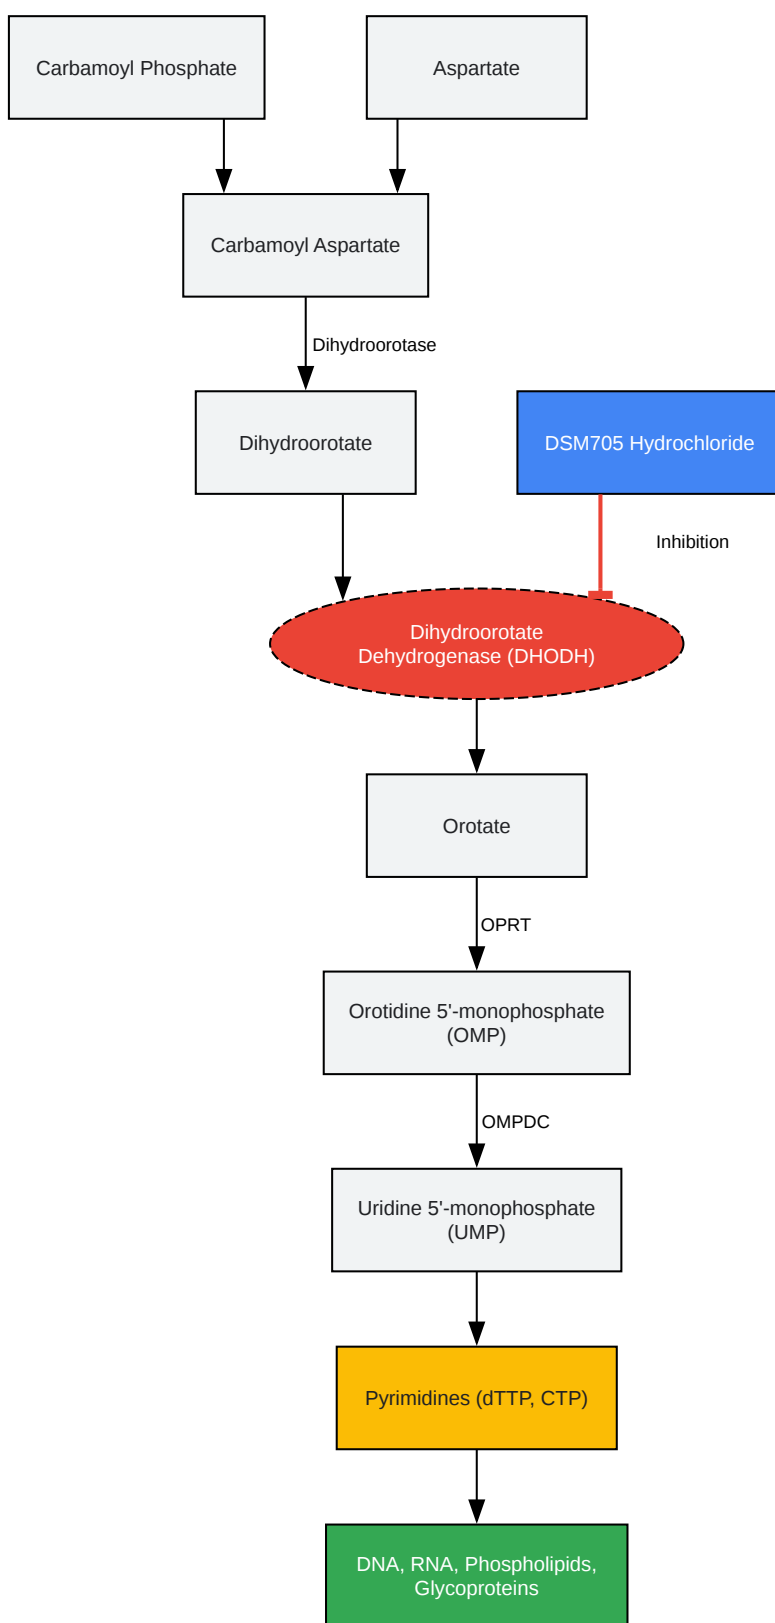 Carbamoyl Phosphate
Aspartate
Carbamoyl Aspartate
Dihydroorotase
Dihydroorotate
DSM705 Hydrochloride
Inhibition
Dihydroorotate
Dehydrogenase (DHODH)
Orotate
OPRT
Orotidine 5'-monophosphate
(OMP)
OMPDC
Uridine 5'-monophosphate
(UMP)
Pyrimidines (dTTP, CTP)
DNA, RNA, Phospholipids,
Glycoproteins